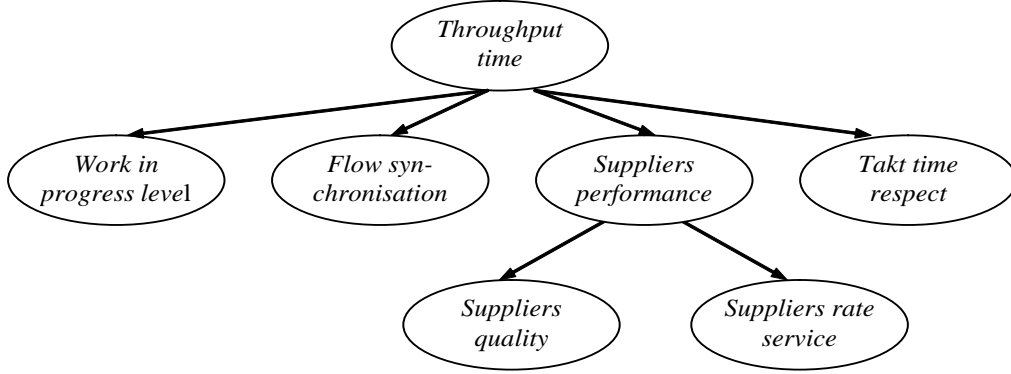 Throughput
time
Work in
progress level
Flow syn-
chronisation
Suppliers
performance
Takt time
respect
Suppliers
quality
Suppliers rate
service